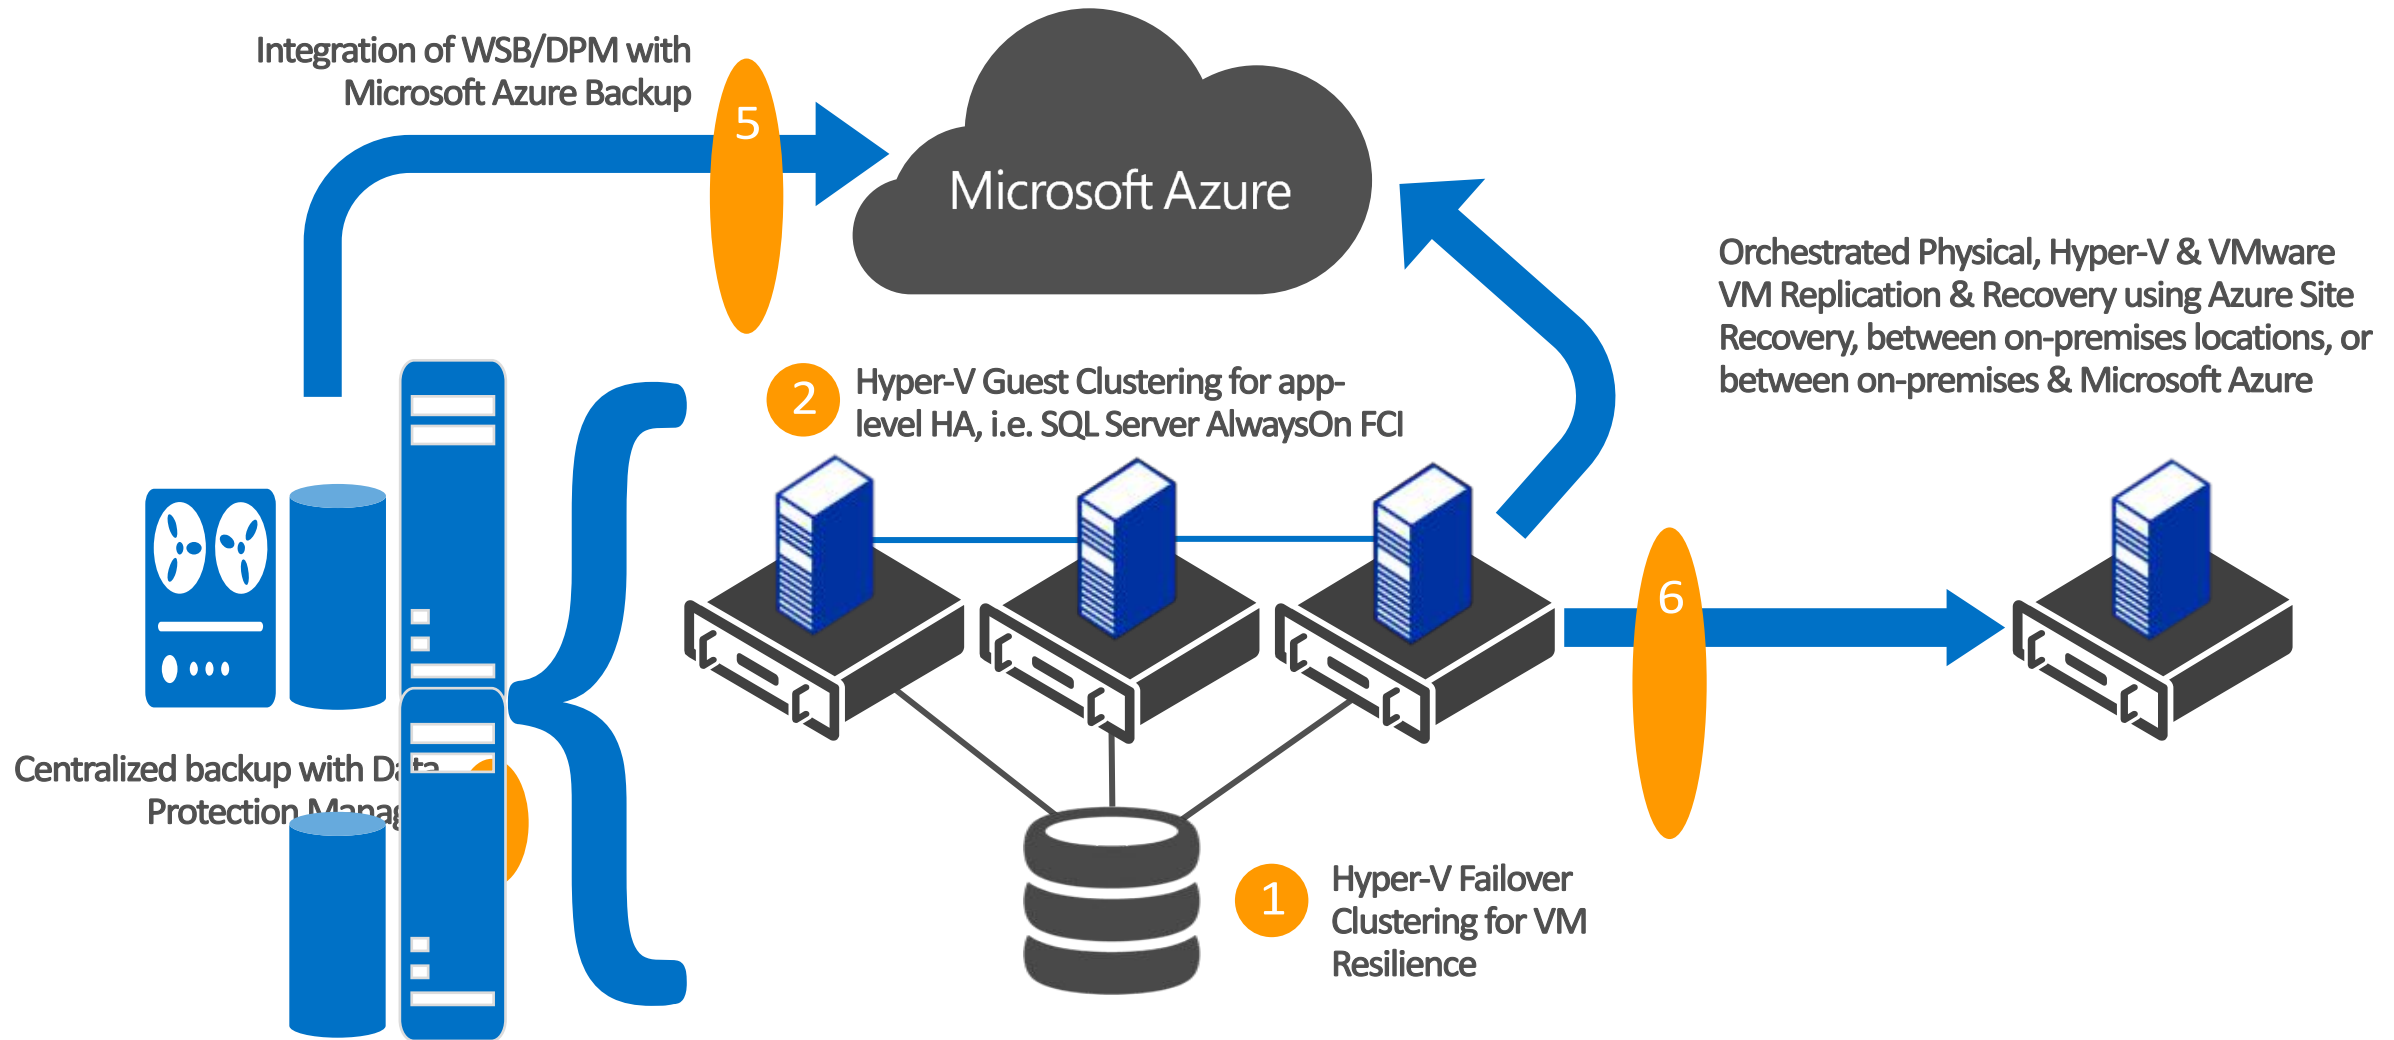 Integration of WSB/DPM with
Microsoft Azure Backup
5
Microsoft Azure
Orchestrated Physical, Hyper-V & VMware
VM Replication & Recovery using Azure Site
Recovery, between on-premises locations, or
between on-premises & Microsoft Azure
2
Hyper-V Guest Clustering for app-
level HA, i.e. SQL Server AlwaysOn FCI
6
Centralized backup with Data
Protection
1
Hyper-V Failover
Clustering for VM
Resilience